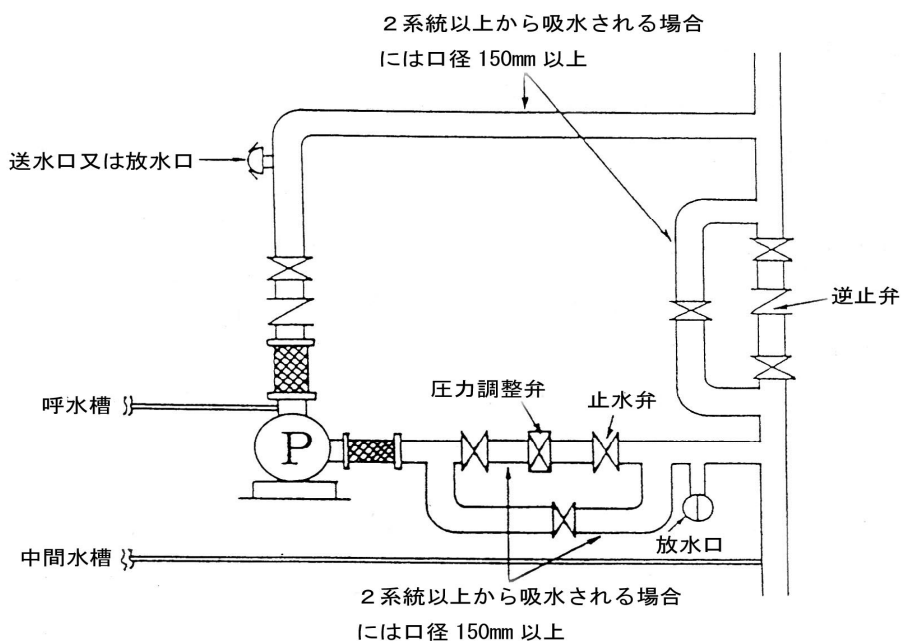 ２系統以上から吸水される場合
には口径 150mm 以上
送水口又は放水口
逆止弁
呼水槽
圧力調整弁
止水弁
P
放水口
中間水槽
２系統以上から吸水される場合
には口径 150mm 以上